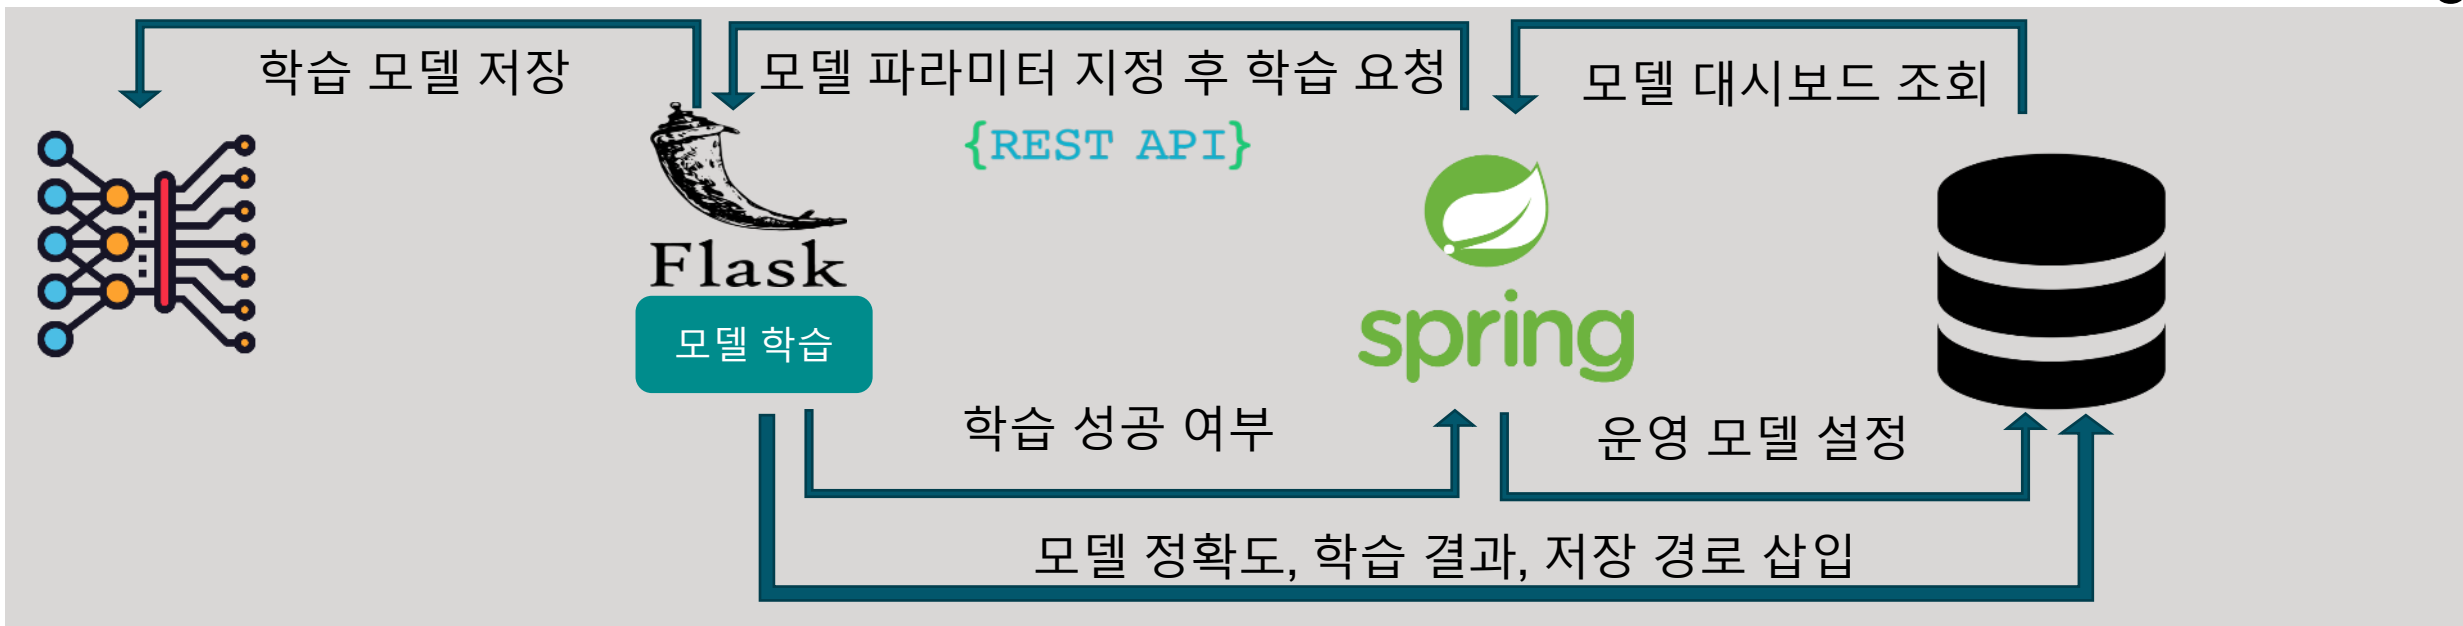 학습 모델 저장
모델 파라미터 지정 후 학습 요청
모델 대시보드 조회
{REST API}
Flask
spring
모델 학습
학습 성공 여부
운영 모델 설정
모델 정확도, 학습 결과, 저장 경로 삽입